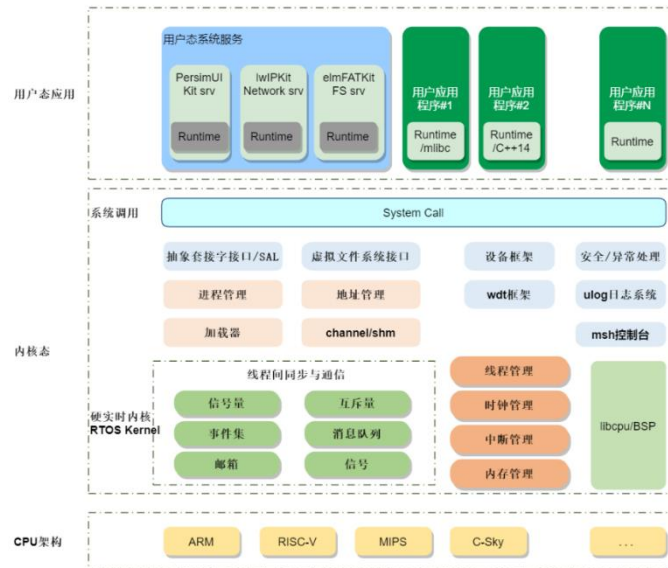 用户态应用
用户态系统服务
PersimUI
Kit srv
Runtime
lwIPKit
Network srv
Runtime
elmFATKit
FS srv
Runtime
用户应用
程序#1
Runtime
/mlibc
用户应用
程序#2
Runtime
/C++14
用户应用
程序#N
Runtime
内核态
系统调用
System Call
抽象套接字接口/SAL
虚拟文件系统接口
设备框架
安全/异常处理
进程管理
地址管理
wdt框架
ulog日志系统
加载器
channel/shm
msh控制台
硬实时内核
RTOS Kernel
线程间同步与通信
信号量
互斥量
事件集
消息队列
邮箱
信号
线程管理
时钟管理
中断管理
内存管理
libcpu/BSP
CPU架构
ARM
RISC-V
MIPS
C-Sky
...